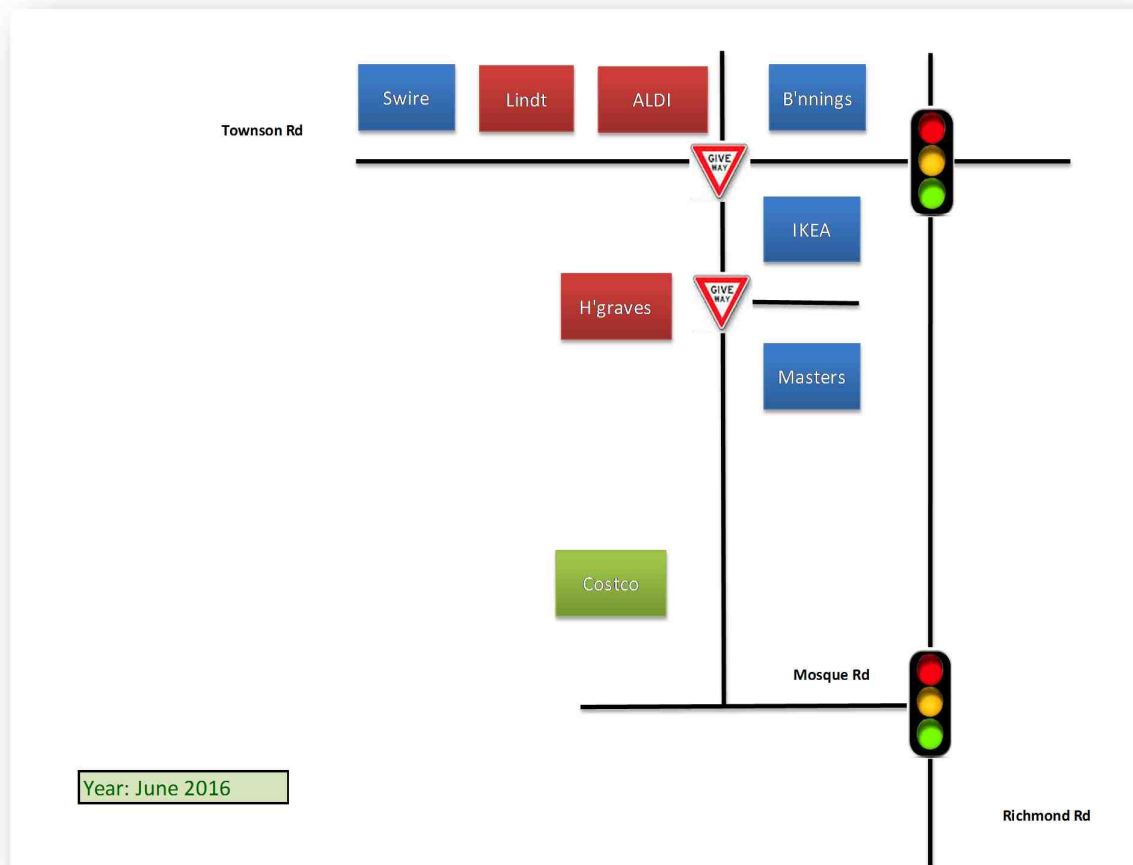 Swire
Lindt
ALDI
B'nnings
Townson Rd
GIVE
WAY
IKEA
GIVE
WAY
H'graves
Masters
Costco
Mosque Rd
Year: June 2016
Richmond Rd